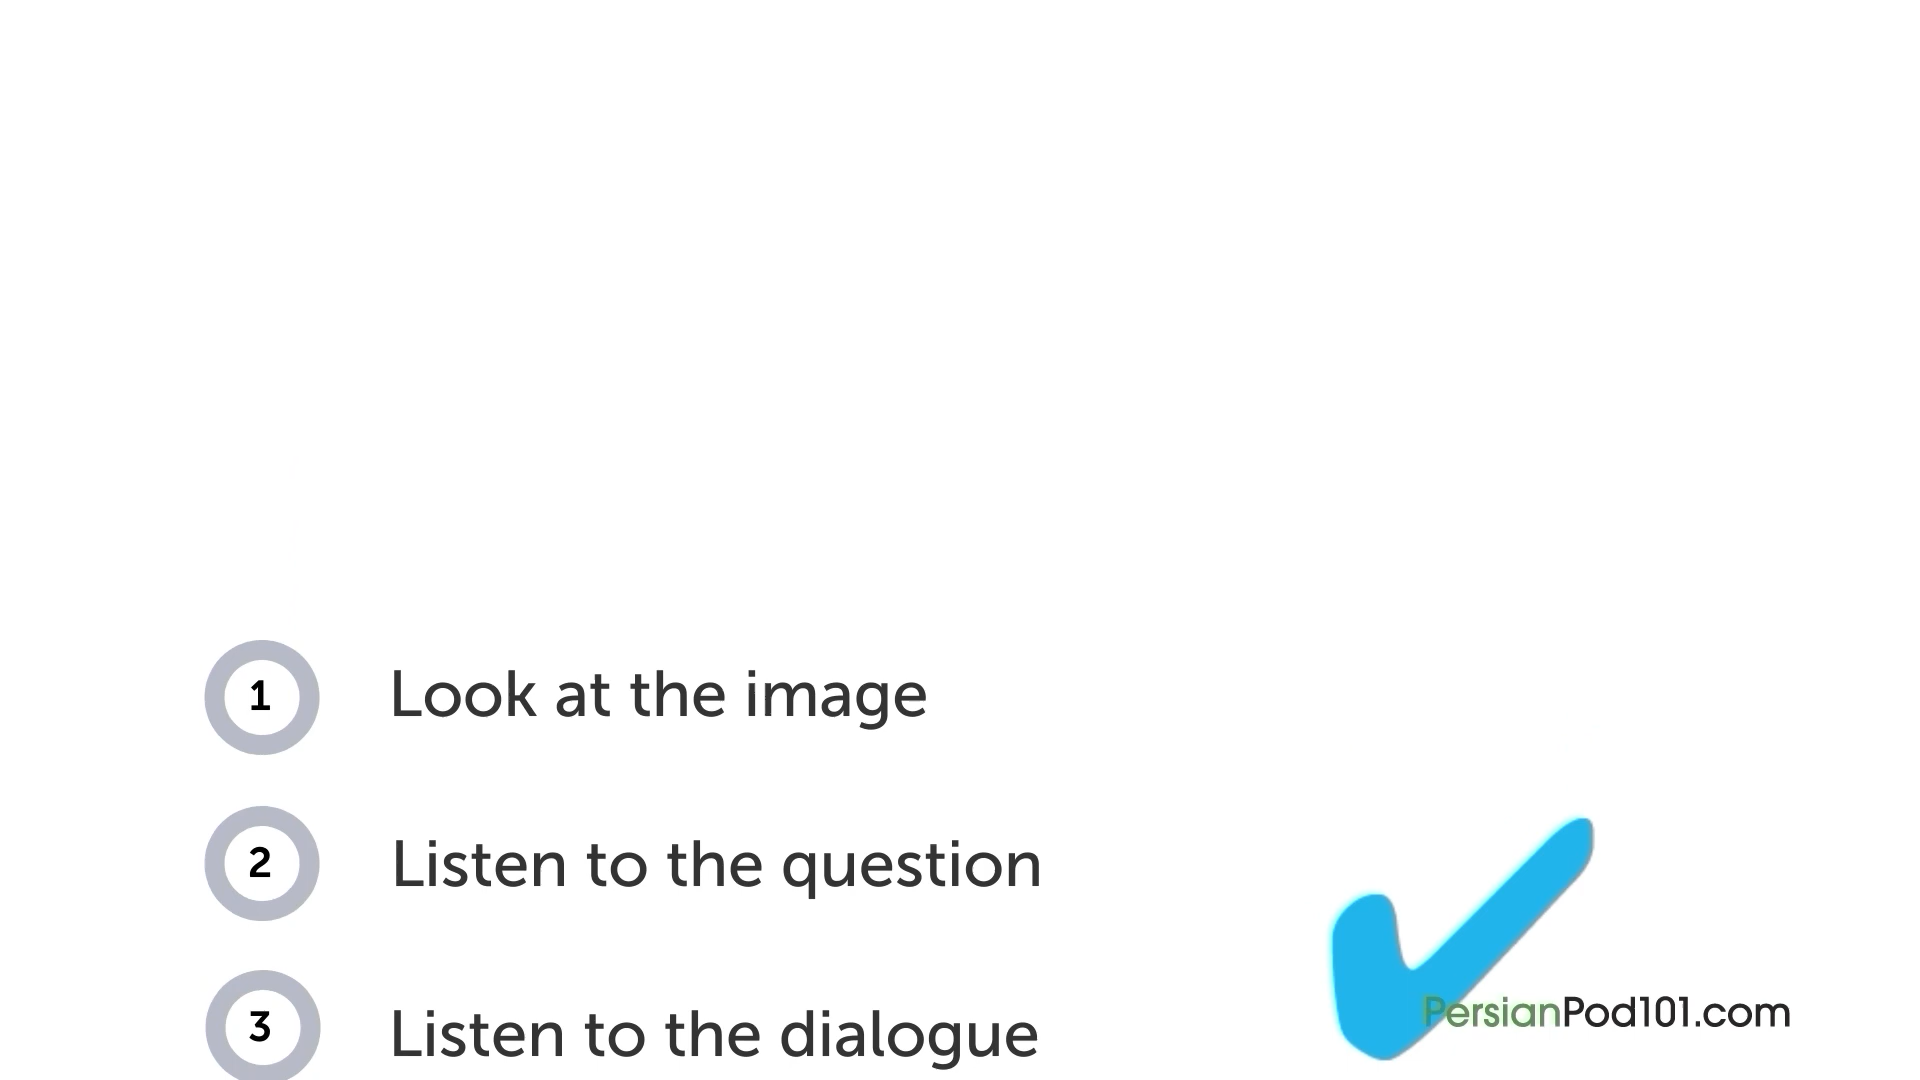 1 Look at the image
2 Listen to the question
3 Listen to the dialogue
PersianPod101.com